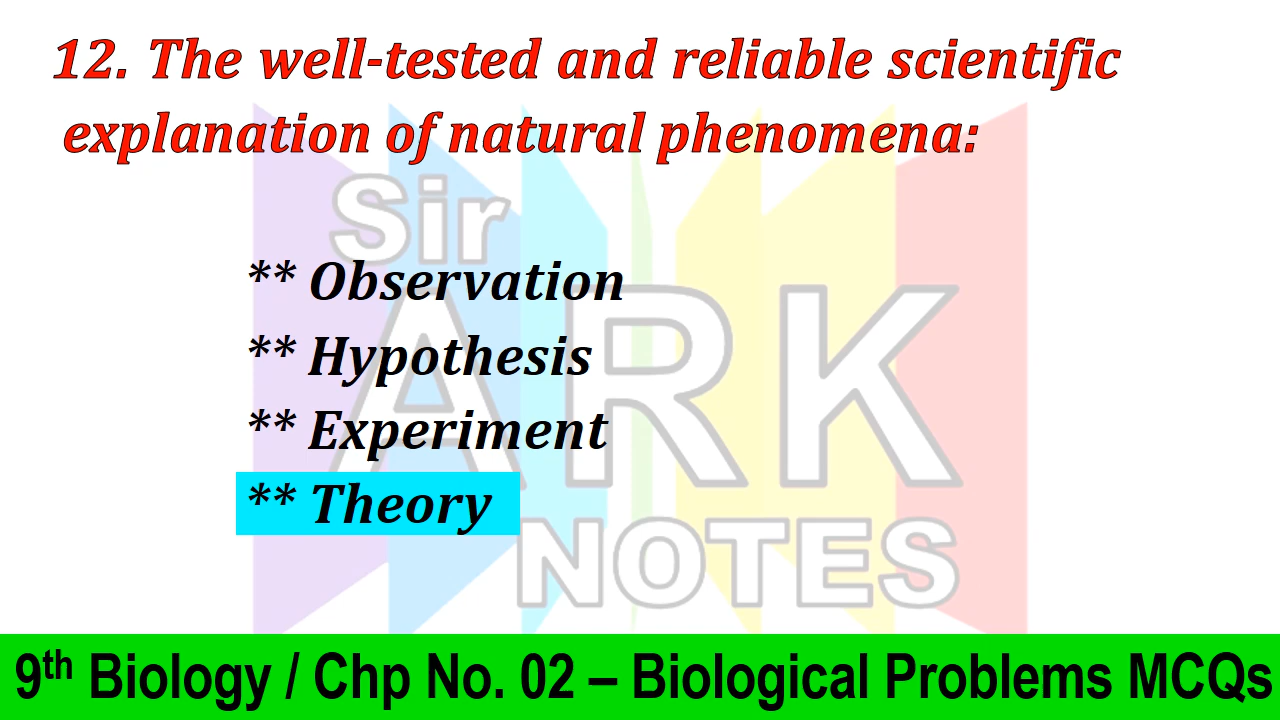 12. The well-tested and reliable scientific
explanation of natural phenomena:
Sir
ARK
NOTES
** Observation
** Hypothesis
** Experiment
** Theory
9th Biology / Chp No. 02 – Biological Problems MCQs